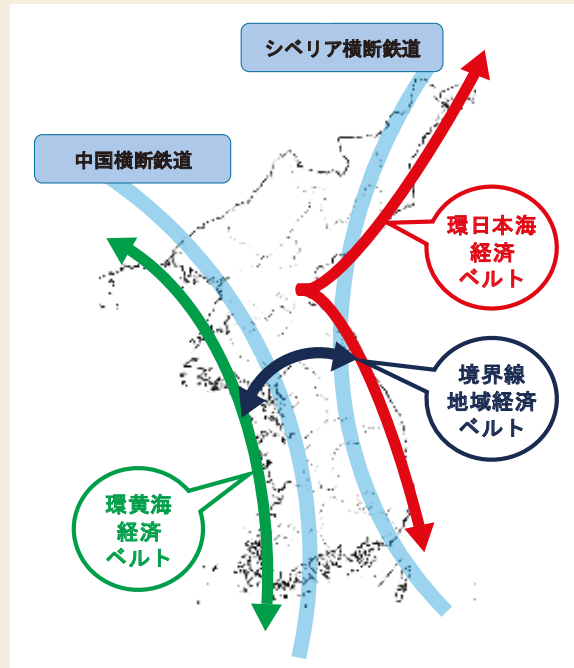 シベリア横断鉄道
中国横断鉄道
環日本海
経済
ベルト
境界線
地域経済
ベルト
環黄海
経済
ベルト